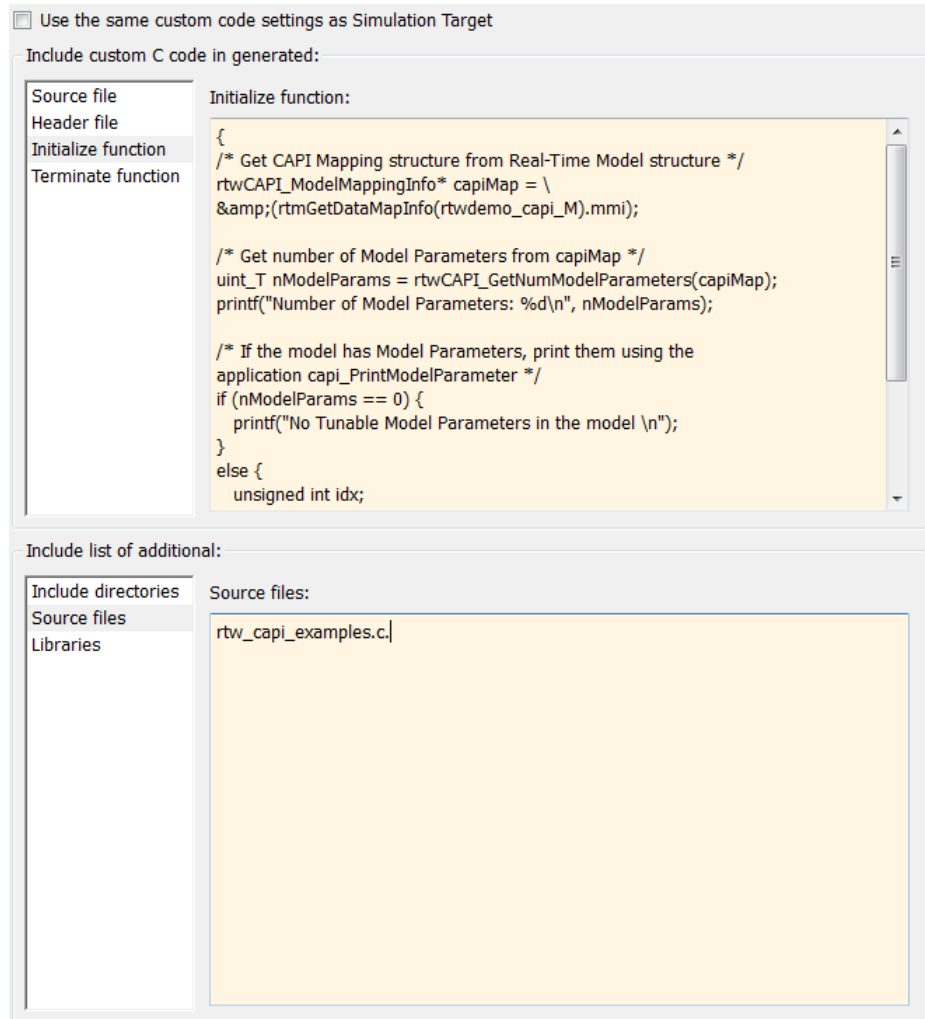 Use the same custom code settings as Simulation Target
Include custom C code in generated:
Source file
Header file
Initialize function
Terminate function
Initialize function:
{
/* Get CAPI Mapping structure from Real-Time Model structure */
rtwCAPI_ModelMappingInfo* capiMap = \
&amp;(rtmGetDataMapInfo(rtwdemo_capi_M).mmi);
/* Get number of Model Parameters from capiMap */
uint_T nModelParams = rtwCAPI_GetNumModelParameters(capiMap);
printf("Number of Model Parameters: %d\n", nModelParams);
/* If the model has Model Parameters, print them using the
application capi_PrintModelParameter */
if (nModelParams == 0) {
printf("No Tunable Model Parameters in the model \n");
}
else {
unsigned int idx;
Include list of additional:
Include directories
Source files
Libraries
Source files:
rtw_capi_examples.c.